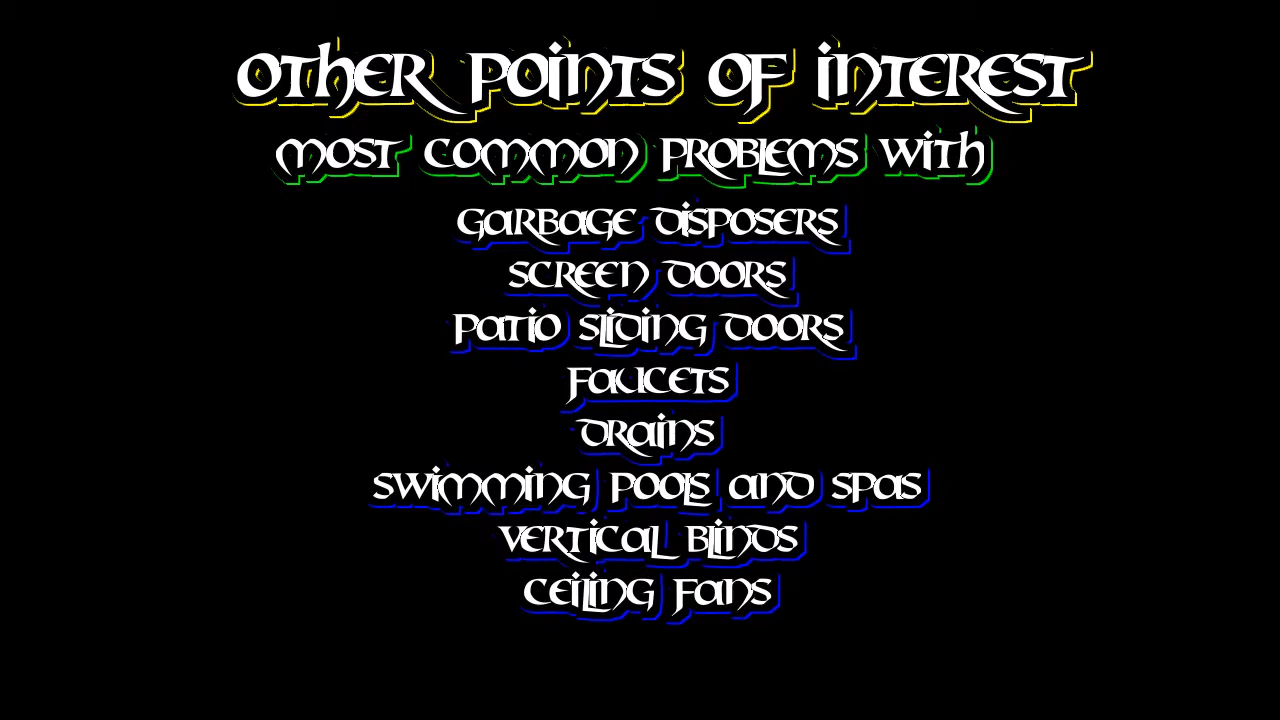 Other Points of Interest
Most Common Problems With
Garbage Disposers
Screen Doors
Patio Sliding Doors
Faucets
Drains
Swimming Pools and Spas
Vertical Blinds
Ceiling Fans